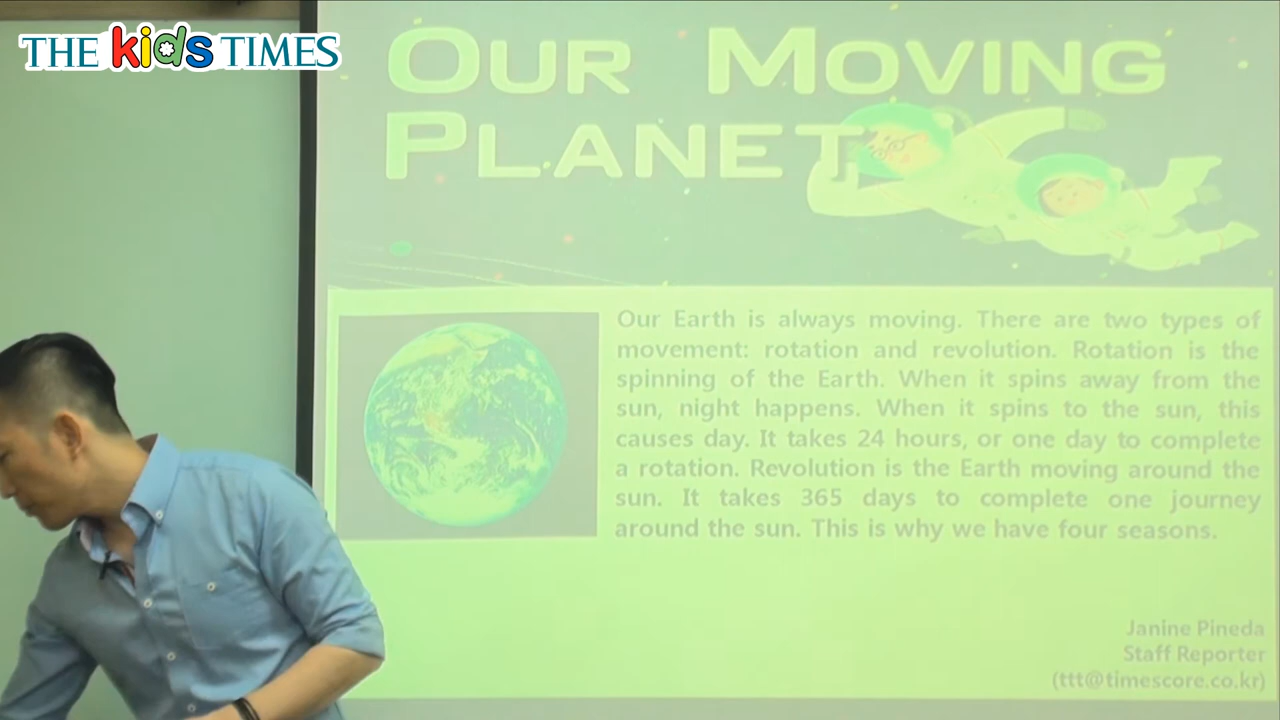 THE kids TIMES
OUR MOVING
PLANET
Our Earth is always moving. There are two types of
movement: rotation and revolution. Rotation is the
spinning of the Earth. When it spins away from the
sun, night happens. When it spins to the sun, this
causes day. It takes 24 hours, or one day to complete
a rotation. Revolution is the Earth moving around the
sun. It takes 365 days to complete one journey
around the sun. This is why we have four seasons.
Janine Pineda
Staff Reporter
(ttt@timescore.co.kr)